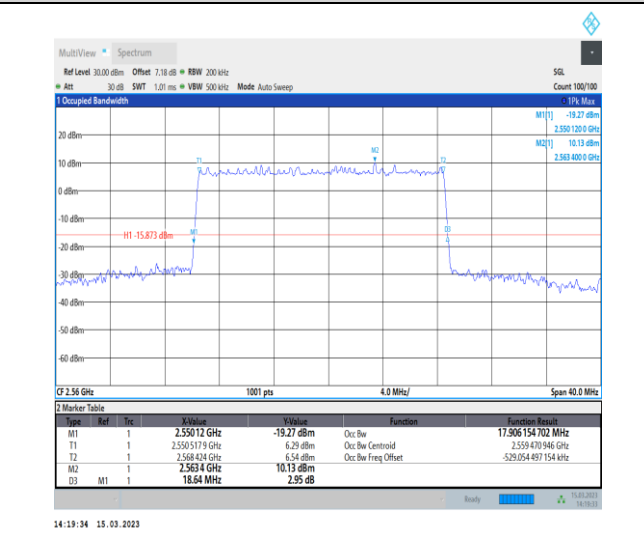 MultiView Spectrum
Ref Level 30.00 dBm Offset 7.18 dB RBW 200 kHz SGL
Att 30 dB SWT 1.01 ms VBW 500 kHz Mode Auto Sweep Count 100/100
1 Occupied Bandwidth 1Pk Max
M1[1] -19.27 dBm
2.550 120 0 GHz
M2[1] 10.13 dBm
2.563 400 0 GHz
20 dBm
M2
T1 T2
10 dBm
0 dBm
-10 dBm
H1 -15.873 dBm M1 D3
-20 dBm
-30 dBm
-40 dBm
-50 dBm
-60 dBm
CF 2.56 GHz 1001 pts 4.0 MHz/ Span 40.0 MHz
2 Marker Table
Type Ref Trc X-Value Y-Value Function Function Result
M1 1 2.55012 GHz -19.27 dBm Occ Bw 17.906 154 702 MHz
T1 1 2.550 517 9 GHz 6.29 dBm Occ Bw Centroid 2.559 470 946 GHz
T2 1 2.568 424 GHz 6.54 dBm Occ Bw Freq Offset -529.054 497 154 kHz
M2 1 2.5634 GHz 10.13 dBm
D3 M1 1 18.64 MHz 2.95 dB
Ready 15.03.2023
14:19:33
14:19:34 15.03.2023